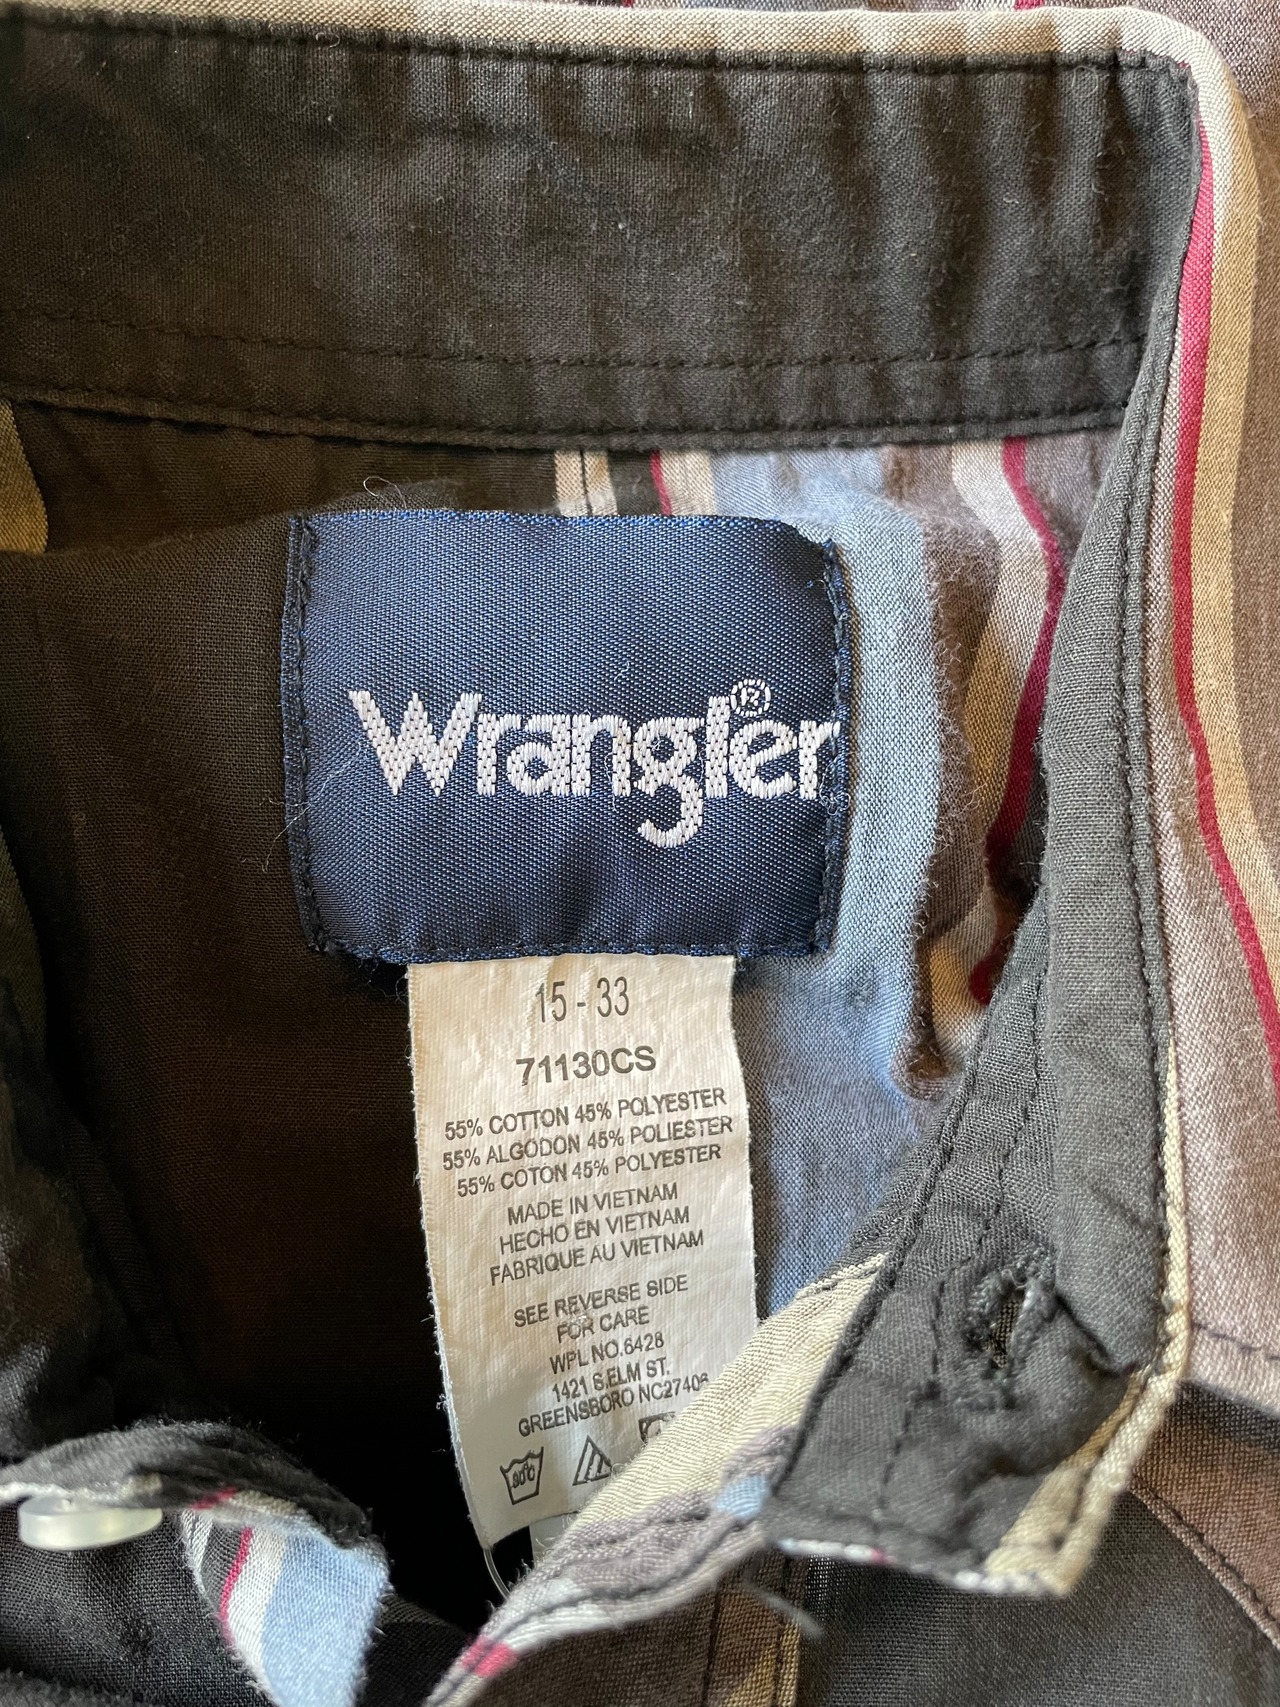 Wrangler®
15 - 33
71130CS
55% COTTON 45% POLYESTER
55% ALGODON 45% POLIESTER
55% COTON 45% POLYESTER
MADE IN VIETNAM
HECHO EN VIETNAM
FABRIQUE AU VIETNAM
SEE REVERSE SIDE
FOR CARE
WPL NO.6428
1421 S.ELM ST.
GREENSBORO NC27406
30°C